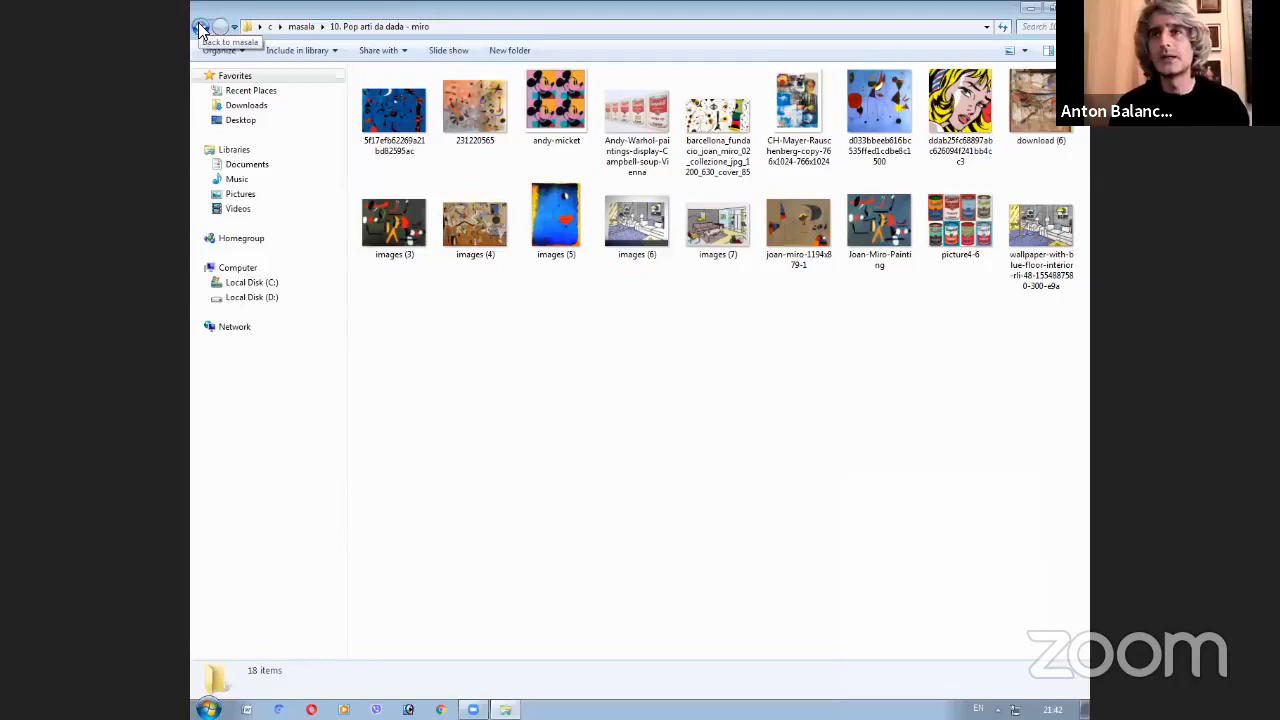 c ▸ masala ▸ 10. Pop arti da dada - miro
Search 10
Back to masala
Organize
Include in library
Share with
Slide show
New folder
Anton Balanc...
Favorites
Recent Places
Downloads
Desktop
Libraries
Documents
Music
Pictures
Videos
Homegroup
Computer
Local Disk (C:)
Local Disk (D:)
Network
5f17efb62269a21
bd82595ac
231220565
andy-micket
Andy-Warhol-pai
ntings-display-C
ampbell-soup-Vi
enna
barcellona_funda
cio_joan_miro_02
_collezione_jpg_1
200_630_cover_85
CH-Mayer-Rausc
henberg-copy-76
6x1024-766x1024
d033bbeeb616bc
535ffed1cdbe8c1
500
ddab25fc68897ab
c626094f241bb4c
c3
download (6)
images (3)
images (4)
images (5)
images (6)
images (7)
joan-miro-1194x8
79-1
Joan-Miro-Painti
ng
picture4-6
wallpaper-with-b
lue-floor-interior
-rli-48-155488758
0-300-e9a
18 items
zoom
EN
21:42